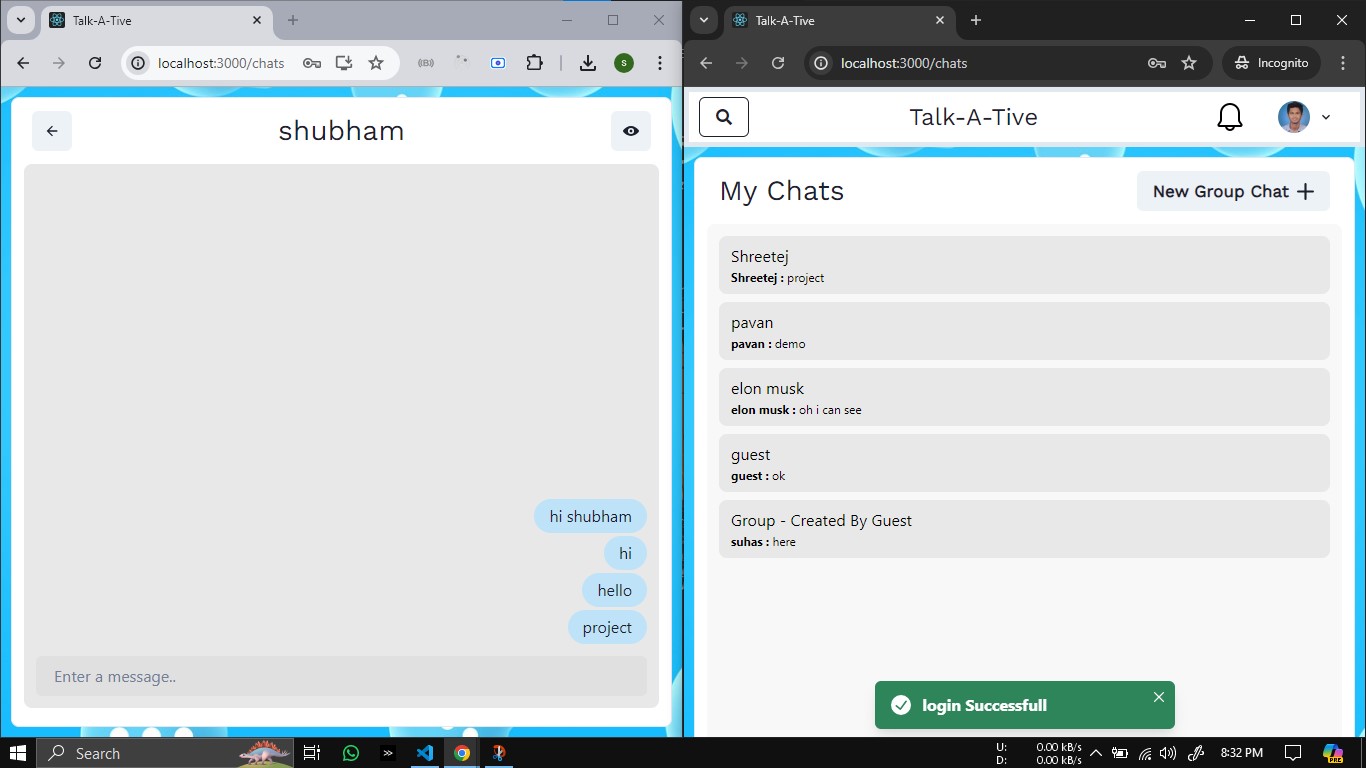 Talk-A-Tive
localhost:3000/chats
S
shubham
hi shubham
hi
hello
project
Enter a message..
Talk-A-Tive
localhost:3000/chats
Incognito
Talk-A-Tive
My Chats
New Group Chat
Shreetej
Shreetej : project
pavan
pavan : demo
elon musk
elon musk : oh i can see
guest
guest : ok
Group - Created By Guest
suhas : here
login Successfull
Search
U: 0.00 kB/s
D: 0.00 kB/s
8:32 PM
PRE